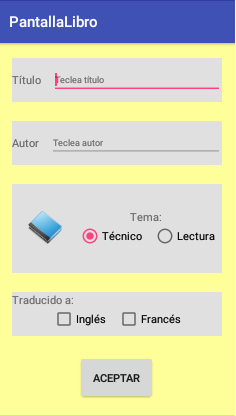 PantallaLibro
Título Teclea título
Autor Teclea autor
Tema:
Técnico Lectura
Traducido a:
Inglés Francés
ACEPTAR